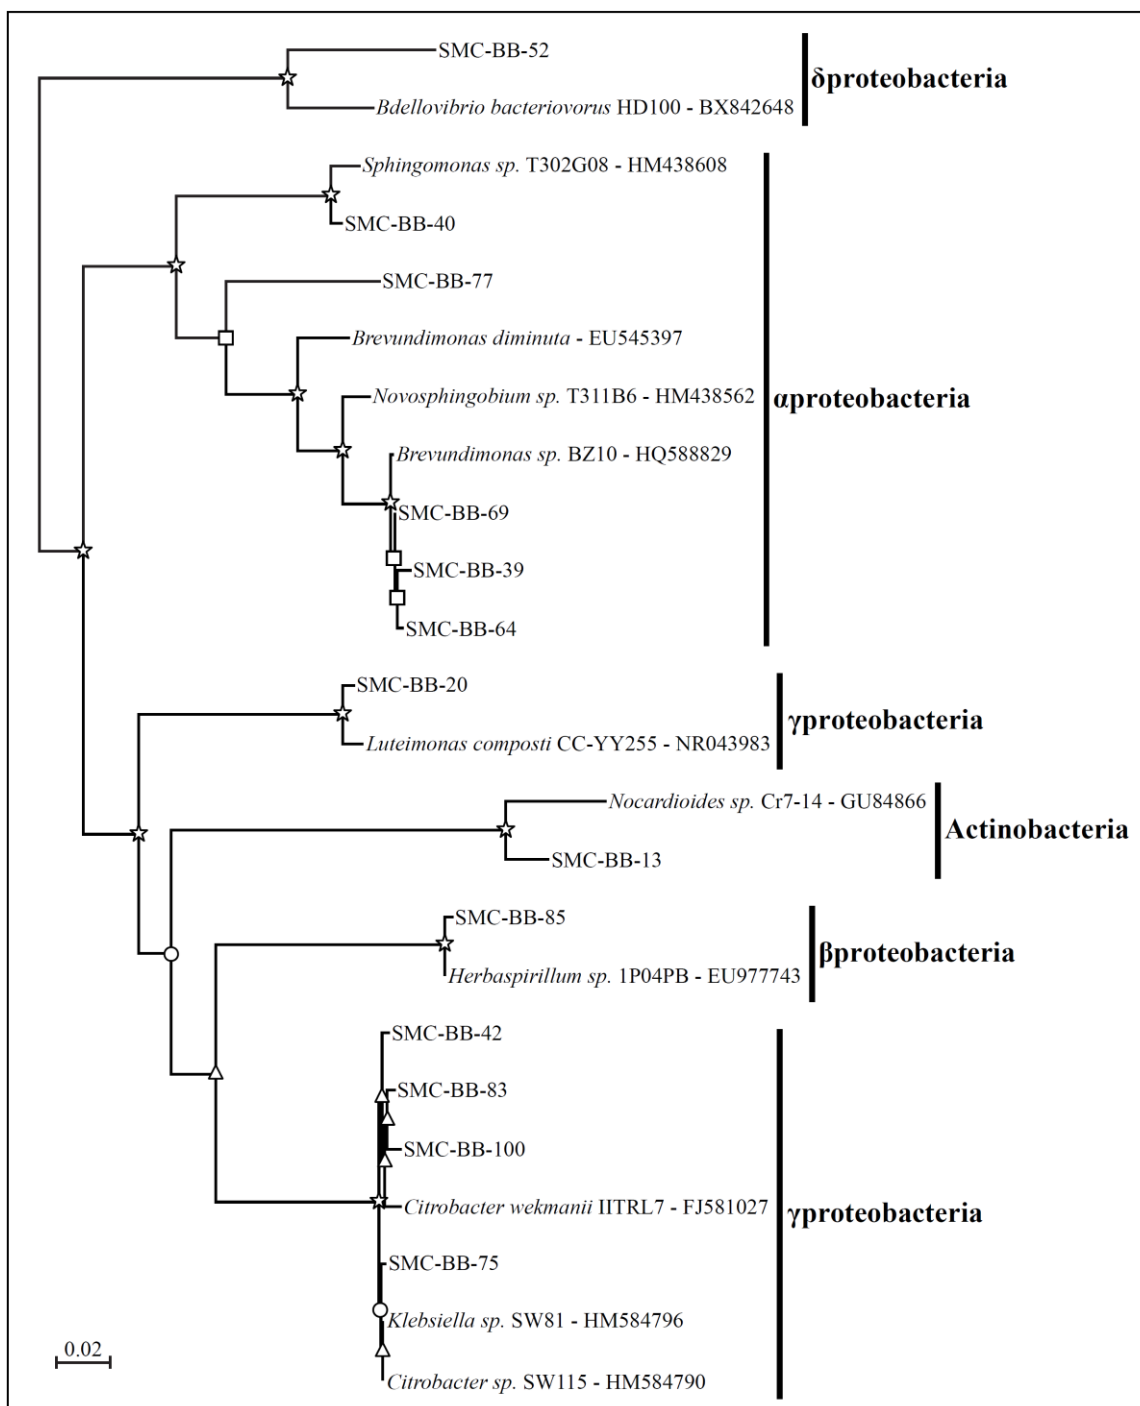 SMC-BB-52
δproteobacteria
Bdellovibrio bacteriovorus HD100 - BX842648
Sphingomonas sp. T302G08 - HM438608
SMC-BB-40
SMC-BB-77
Brevundimonas diminuta - EU545397
Novosphingobium sp. T311B6 - HM438562
αproteobacteria
Brevundimonas sp. BZ10 - HQ588829
SMC-BB-69
SMC-BB-39
SMC-BB-64
SMC-BB-20
γproteobacteria
Luteimonas composti CC-YY255 - NR043983
Nocardioides sp. Cr7-14 - GU84866
Actinobacteria
SMC-BB-13
SMC-BB-85
βproteobacteria
Herbaspirillum sp. 1P04PB - EU977743
SMC-BB-42
SMC-BB-83
SMC-BB-100
Citrobacter wekmanii IITRL7 - FJ581027
γproteobacteria
SMC-BB-75
Klebsiella sp. SW81 - HM584796
0.02
Citrobacter sp. SW115 - HM584790